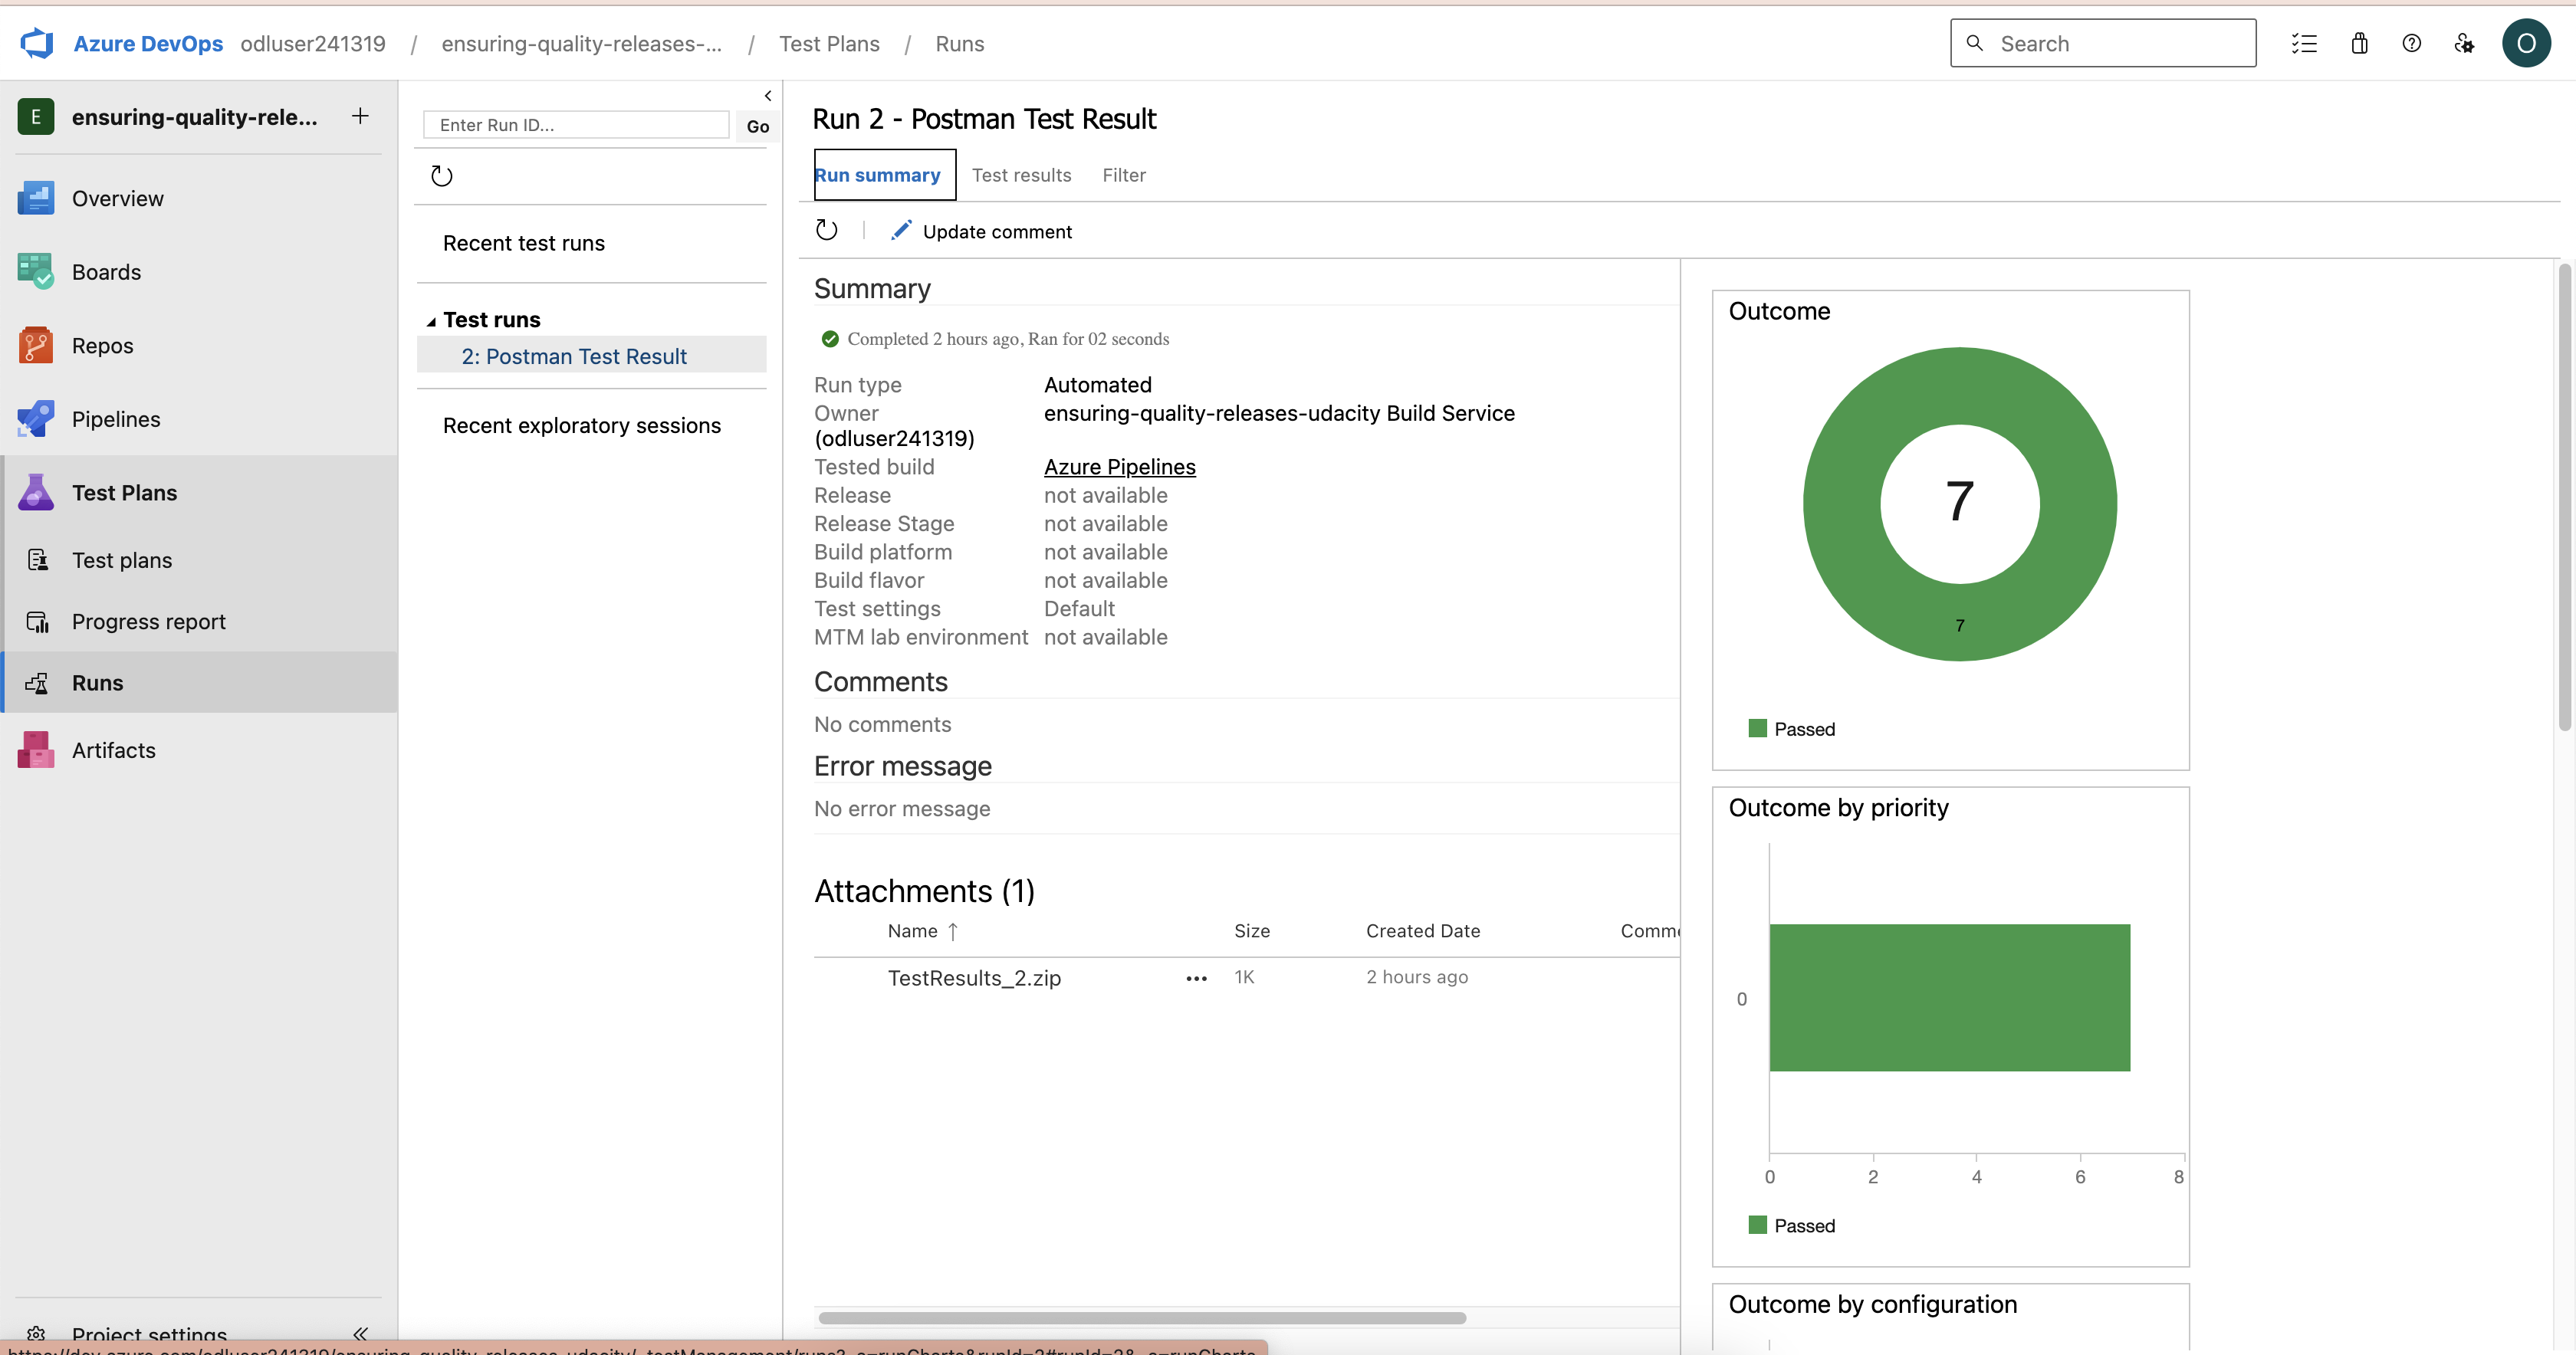 Azure DevOps odluser241319 / ensuring-quality-releases-... / Test Plans / Runs
Search
O
E ensuring-quality-rele...
Overview
Boards
Repos
Pipelines
Test Plans
Test plans
Progress report
Runs
Artifacts
Project settings
Enter Run ID...
Go
Recent test runs
Test runs
2: Postman Test Result
Recent exploratory sessions
Run 2 - Postman Test Result
Run summary Test results Filter
Update comment
Summary
Completed 2 hours ago, Ran for 02 seconds
Run type Automated
Owner ensuring-quality-releases-udacity Build Service
(odluser241319)
Tested build Azure Pipelines
Release not available
Release Stage not available
Build platform not available
Build flavor not available
Test settings Default
MTM lab environment not available
Comments
No comments
Error message
No error message
Attachments (1)
Name ↑ Size Created Date Comme
TestResults_2.zip ... 1K 2 hours ago
Outcome
7
7
Passed
Outcome by priority
0
0 2 4 6 8
Passed
Outcome by configuration